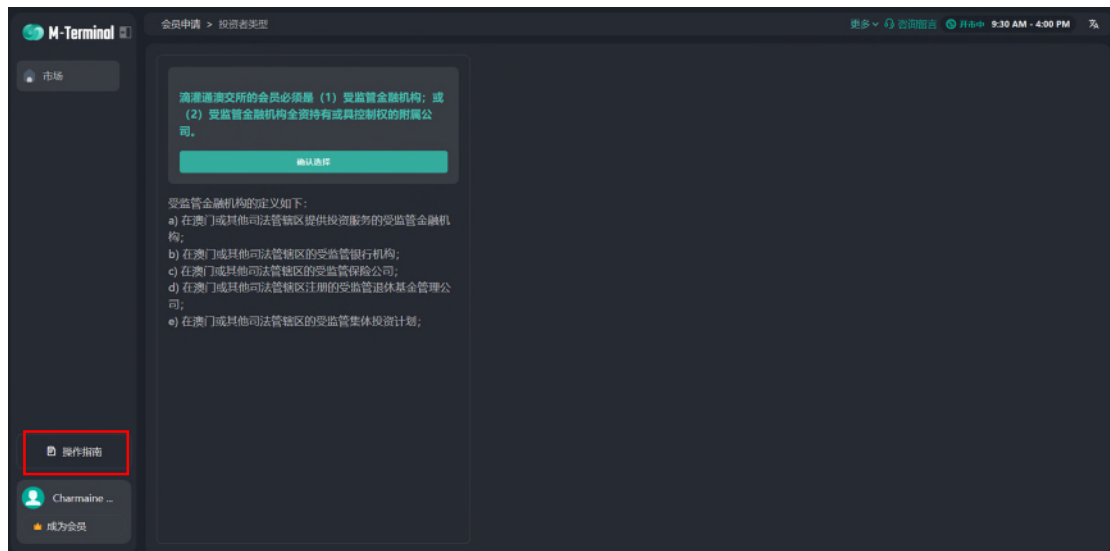 M-Terminal
会员申請 > 投資者类型
更多 咨询留言 开市中 9:30 AM - 4:00 PM
市场
滴灌通澳交所的会员必须是（1）受监管金融机构；或
（2）受监管金融机构全资持有或具控制权的附属公
司。
确认选择
受监管金融机构的定义如下：
a) 在澳门或其他司法管辖区提供投资服务的受监管金融机
构；
b) 在澳门或其他司法管辖区的受监管银行机构；
c) 在澳门或其他司法管辖区的受监管保险公司；
d) 在澳门或其他司法管辖区注册的受监管退休基金管理公
司；
e) 在澳门或其他司法管辖区的受监管集体投资计划；
操作指南
Charmaine ...
成为会员